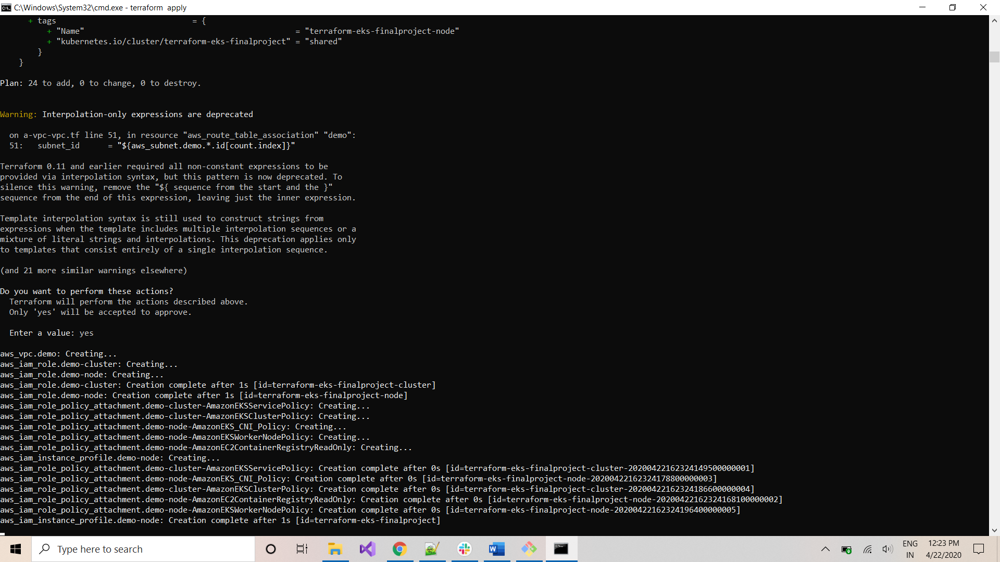 C:\Windows\System32\cmd.exe - terraform  apply
      + tags                             = {
          + "Name"                                             = "terraform-eks-finalproject-node"
          + "kubernetes.io/cluster/terraform-eks-finalproject" = "shared"
        }
    }
Plan: 24 to add, 0 to change, 0 to destroy.
Warning: Interpolation-only expressions are deprecated
  on a-vpc-vpc.tf line 51, in resource "aws_route_table_association" "demo":
  51:   subnet_id      = "${aws_subnet.demo.*.id[count.index]}"
Terraform 0.11 and earlier required all non-constant expressions to be
provided via interpolation syntax, but this pattern is now deprecated. To
silence this warning, remove the "${ sequence from the start and the }"
sequence from the end of this expression, leaving just the inner expression.
Template interpolation syntax is still used to construct strings from
expressions when the template includes multiple interpolation sequences or a
mixture of literal strings and interpolations. This deprecation applies only
to templates that consist entirely of a single interpolation sequence.
(and 21 more similar warnings elsewhere)
Do you want to perform these actions?
  Terraform will perform the actions described above.
  Only 'yes' will be accepted to approve.
  Enter a value: yes
aws_vpc.demo: Creating...
aws_iam_role.demo-cluster: Creating...
aws_iam_role.demo-node: Creating...
aws_iam_role.demo-cluster: Creation complete after 1s [id=terraform-eks-finalproject-cluster]
aws_iam_role.demo-node: Creation complete after 1s [id=terraform-eks-finalproject-node]
aws_iam_role_policy_attachment.demo-cluster-AmazonEKSServicePolicy: Creating...
aws_iam_role_policy_attachment.demo-cluster-AmazonEKSClusterPolicy: Creating...
aws_iam_role_policy_attachment.demo-node-AmazonEKS_CNI_Policy: Creating...
aws_iam_role_policy_attachment.demo-node-AmazonEKSWorkerNodePolicy: Creating...
aws_iam_role_policy_attachment.demo-node-AmazonEC2ContainerRegistryReadOnly: Creating...
aws_iam_instance_profile.demo-node: Creating...
aws_iam_role_policy_attachment.demo-cluster-AmazonEKSServicePolicy: Creation complete after 0s [id=terraform-eks-finalproject-cluster-20200422162324149500000001]
aws_iam_role_policy_attachment.demo-node-AmazonEKS_CNI_Policy: Creation complete after 0s [id=terraform-eks-finalproject-node-20200422162324178800000003]
aws_iam_role_policy_attachment.demo-cluster-AmazonEKSClusterPolicy: Creation complete after 0s [id=terraform-eks-finalproject-cluster-20200422162324186600000004]
aws_iam_role_policy_attachment.demo-node-AmazonEC2ContainerRegistryReadOnly: Creation complete after 0s [id=terraform-eks-finalproject-node-20200422162324168100000002]
aws_iam_role_policy_attachment.demo-node-AmazonEKSWorkerNodePolicy: Creation complete after 0s [id=terraform-eks-finalproject-node-20200422162324196400000005]
aws_iam_instance_profile.demo-node: Creation complete after 1s [id=terraform-eks-finalproject]
Type here to search
ENG
IN
12:23 PM
4/22/2020